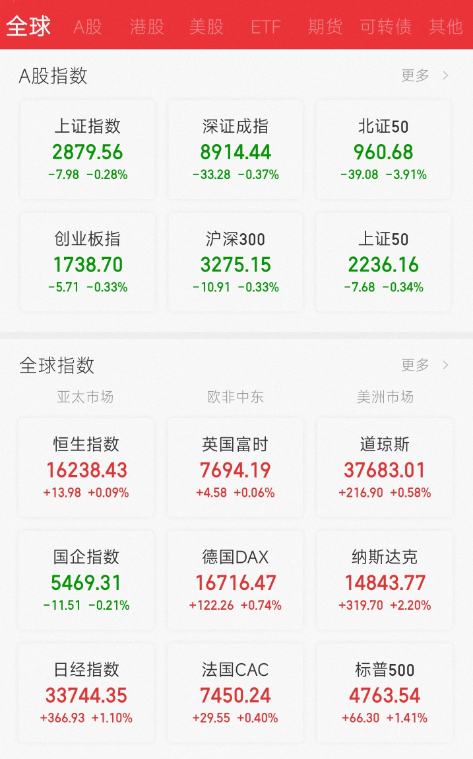 全球 A股 港股 美股 ETF 期货 可转债 其他
A股指数 更多
上证指数 深证成指 北证50
2879.56 8914.44 960.68
-7.98 -0.28% -33.28 -0.37% -39.08 -3.91%
创业板指 沪深300 上证50
1738.70 3275.15 2236.16
-5.71 -0.33% -10.91 -0.33% -7.68 -0.34%
全球指数 更多
亚太市场 欧非中东 美洲市场
恒生指数 英国富时 道琼斯
16238.43 7694.19 37683.01
+13.98 +0.09% +4.58 +0.06% +216.90 +0.58%
国企指数 德国DAX 纳斯达克
5469.31 16716.47 14843.77
-11.51 -0.21% +122.26 +0.74% +319.70 +2.20%
日经指数 法国CAC 标普500
33744.35 7450.24 4763.54
+366.93 +1.10% +29.55 +0.40% +66.30 +1.41%